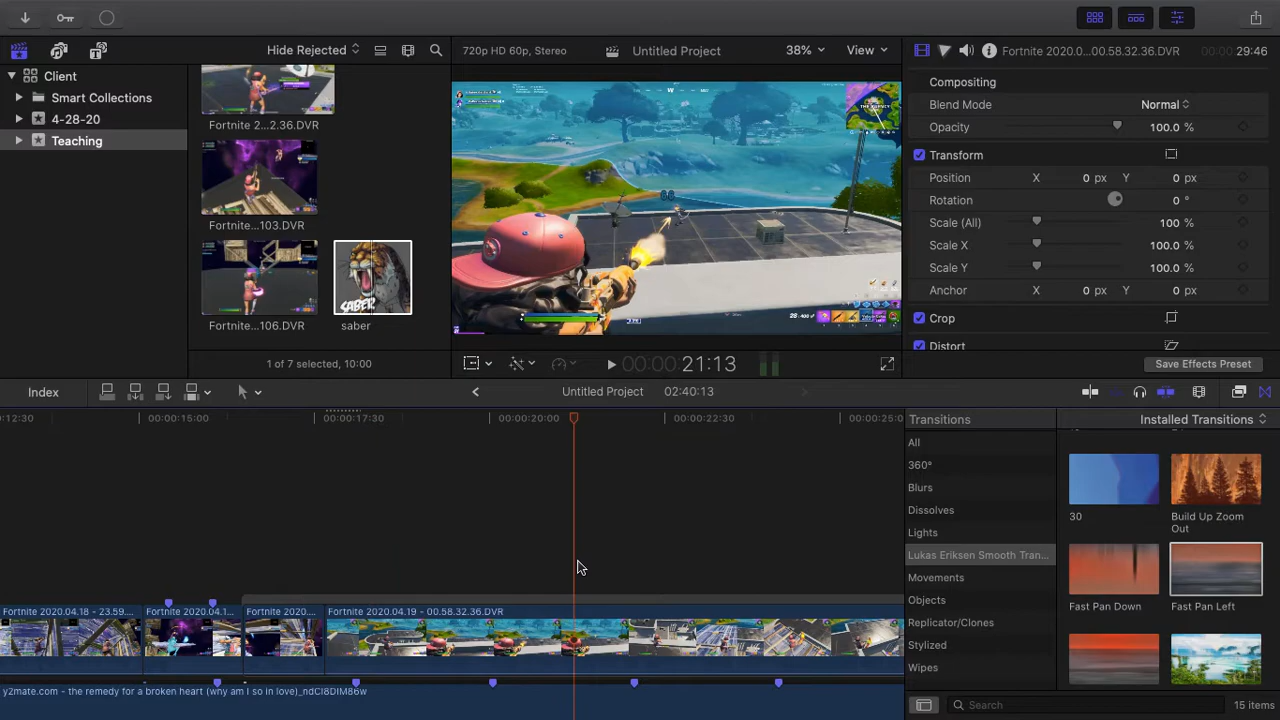 Hide Rejected
720p HD 60p, Stereo
Untitled Project
38%
View
Fortnite 2020.0...00.58.32.36.DVR
00:00:29:46
Client
Smart Collections
4-28-20
Teaching
Fortnite 2...2.36.DVR
Fortnite...103.DVR
Fortnite...106.DVR
SABER
saber
1 of 7 selected, 10:00
W
THE AGENCY
00:00:00:21:13
Compositing
Blend Mode
Normal
Opacity
100.0 %
Transform
Position
X
0 px
Y
0 px
Rotation
0 °
Scale (All)
100 %
Scale X
100.0 %
Scale Y
100.0 %
Anchor
X
0 px
Y
0 px
Crop
Distort
Save Effects Preset
Index
Untitled Project
02:40:13
:12:30
00:00:15:00
00:00:17:30
00:00:20:00
00:00:22:30
00:00:25:0
Fortnite 2020.04.18 - 23.59....
Fortnite 2020.04.1...
Fortnite 2020....
Fortnite 2020.04.19 - 00.58.32.36.DVR
y2mate.com - the remedy for a broken heart (wny am I so in love)_ndCl8DIM86w
Transitions
Installed Transitions
All
360°
Blurs
Dissolves
Lights
Lukas Eriksen Smooth Tran...
Movements
Objects
Replicator/Clones
Stylized
Wipes
30
Build Up Zoom
Out
Fast Pan Down
Fast Pan Left
Search
15 items